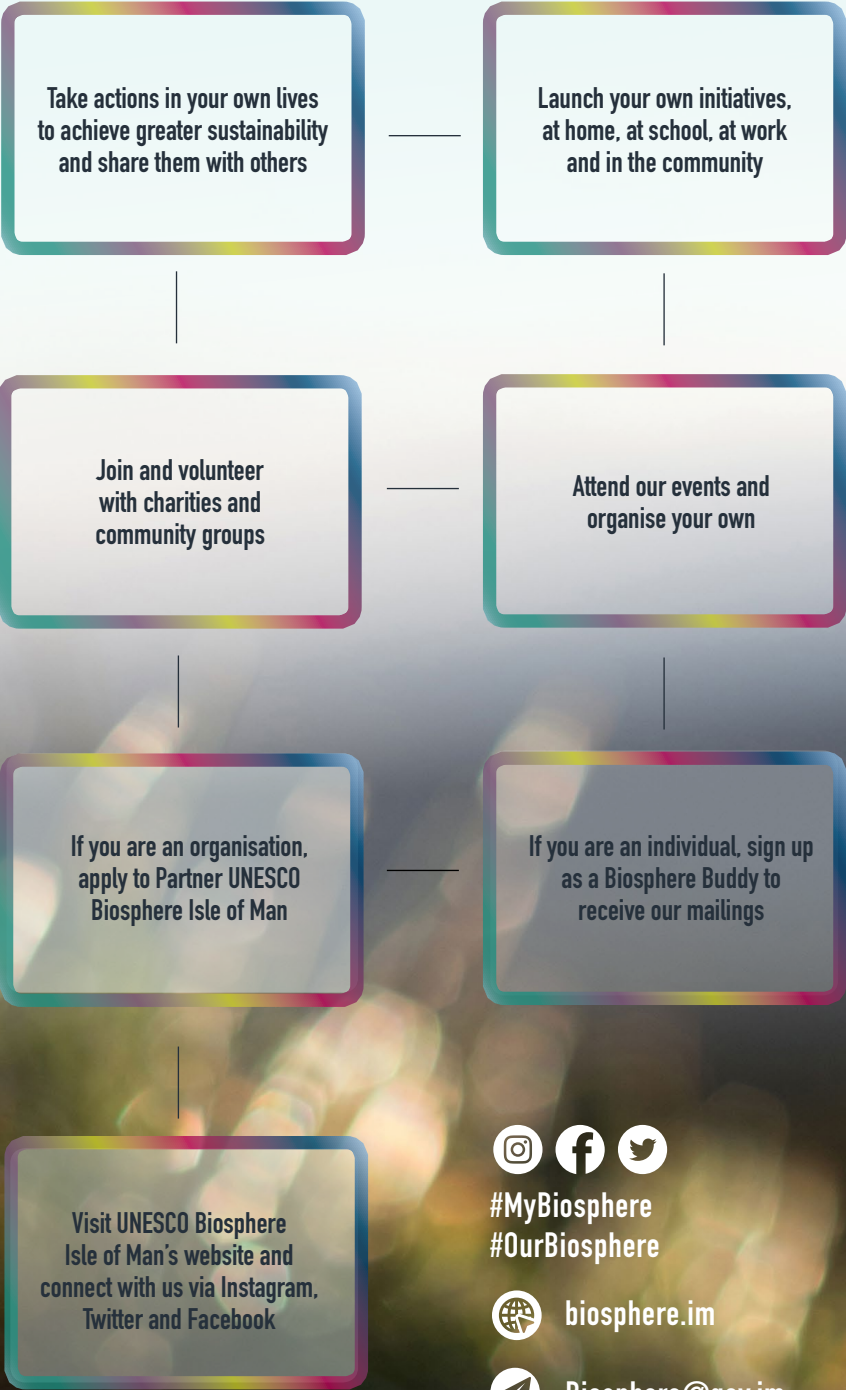 Take actions in your own lives
to achieve greater sustainability
and share them with others
Launch your own initiatives,
at home, at school, at work
and in the community
Join and volunteer
with charities and
community groups
Attend our events and
organise your own
If you are an organisation,
apply to Partner UNESCO
Biosphere Isle of Man
If you are an individual, sign up
as a Biosphere Buddy to
receive our mailings
Visit UNESCO Biosphere
Isle of Man's website and
connect with us via Instagram,
Twitter and Facebook
#MyBiosphere
#OurBiosphere
biosphere.im
Biosphere@gov.im